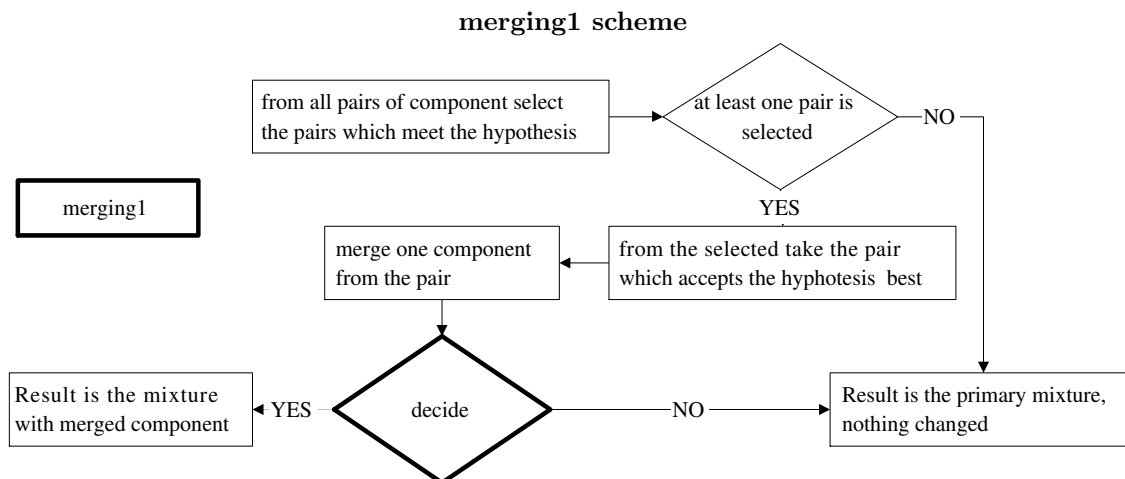 merging1 scheme
from all pairs of component select
the pairs which meet the hypothesis
at least one pair is
selected
NO
merging1
YES
merge one component
from the pair
from the selected take the pair
which accepts the hyphotesis best
Result is the mixture
with merged component
YES
decide
NO
Result is the primary mixture,
nothing changed